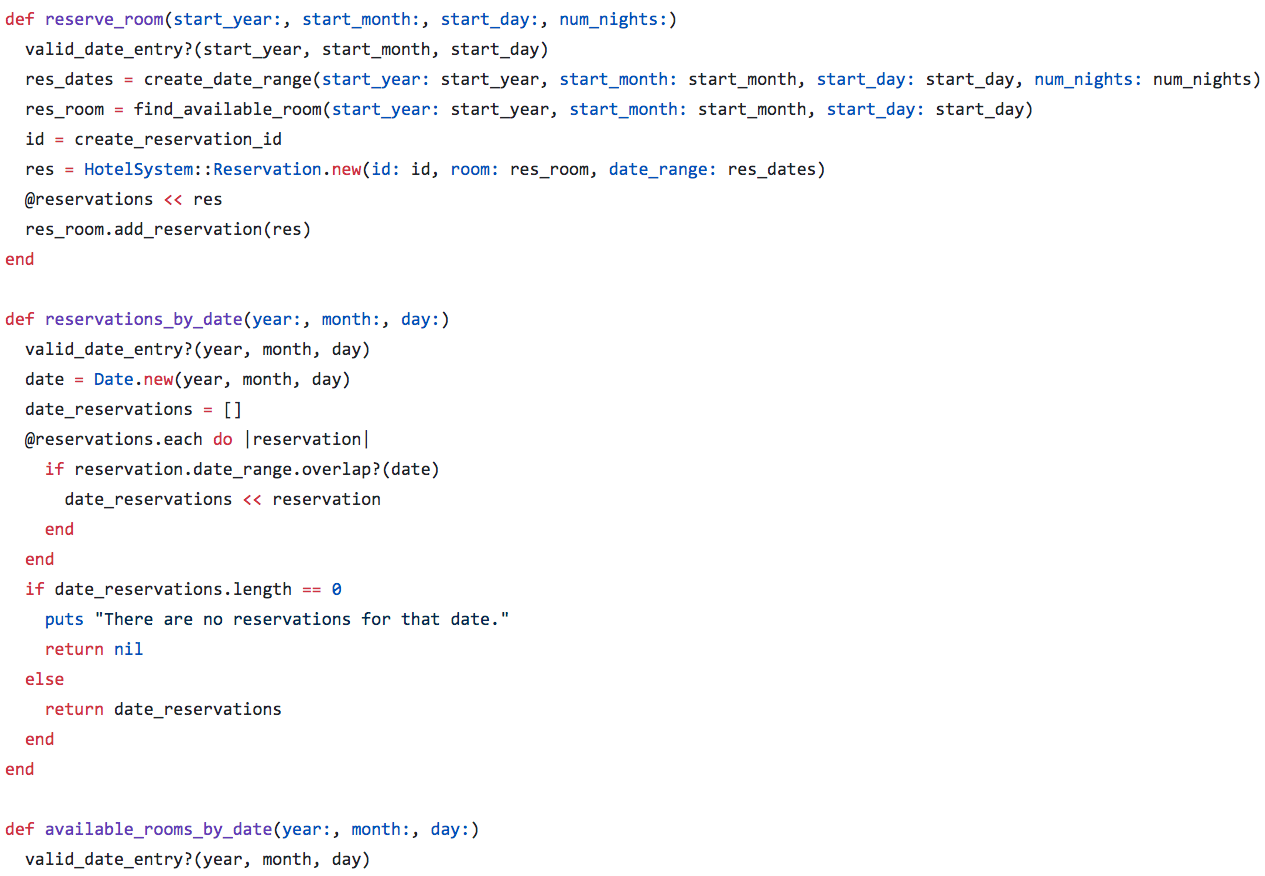 def reserve_room(start_year:, start_month:, start_day:, num_nights:)
  valid_date_entry?(start_year, start_month, start_day)
  res_dates = create_date_range(start_year: start_year, start_month: start_month, start_day: start_day, num_nights: num_nights)
  res_room = find_available_room(start_year: start_year, start_month: start_month, start_day: start_day)
  id = create_reservation_id
  res = HotelSystem::Reservation.new(id: id, room: res_room, date_range: res_dates)
  @reservations << res
  res_room.add_reservation(res)
end

def reservations_by_date(year:, month:, day:)
  valid_date_entry?(year, month, day)
  date = Date.new(year, month, day)
  date_reservations = []
  @reservations.each do |reservation|
    if reservation.date_range.overlap?(date)
      date_reservations << reservation
    end
  end
  if date_reservations.length == 0
    puts "There are no reservations for that date."
    return nil
  else
    return date_reservations
  end
end

def available_rooms_by_date(year:, month:, day:)
  valid_date_entry?(year, month, day)